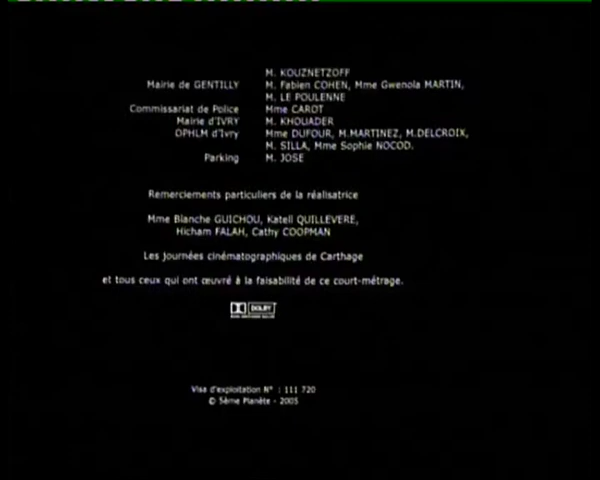 M. KOUZNETZOFF
Mairie de GENTILLY M. Fabien COHEN, Mme Gwenola MARTIN,
M. LE POULENNE
Commissariat de Police Mme CAROT
Mairie d'IVRY M. KHOUADER
OPHLM d'Ivry Mme DUFOUR, M.MARTINEZ, M.DELCROIX,
M. SILLA, Mme Sophie NOCOD.
Parking M. JOSE
Remerciements particuliers de la réalisatrice
Mme Blanche GUICHOU, Katell QUILLEVERE,
Hicham FALAH, Cathy COOPMAN
Les journées cinématographiques de Carthage
et tous ceux qui ont œuvré à la faisabilité de ce court-métrage.
DOLBY
Visa d'exploitation N° : 111 720
© 5ème Planète - 2005